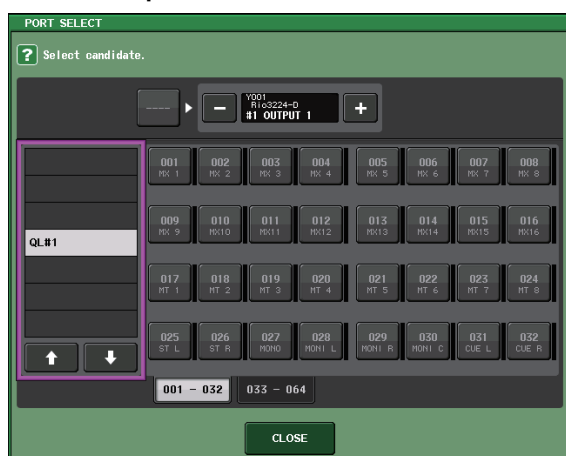 PORT SELECT
? Select candidate.
----
Y001
Rio3224-D
#1 OUTPUT 1
− +
QL#1
001 002 003 004 005 006 007 008
MX 1 MX 2 MX 3 MX 4 MX 5 MX 6 MX 7 MX 8
009 010 011 012 013 014 015 016
MX 9 MX10 MX11 MX12 MX13 MX14 MX15 MX16
017 018 019 020 021 022 023 024
MT 1 MT 2 MT 3 MT 4 MT 5 MT 6 MT 7 MT 8
025 026 027 028 029 030 031 032
ST L ST R MONO MONI L MONI R MONI C CUE L CUE R
001 - 032 033 - 064
CLOSE